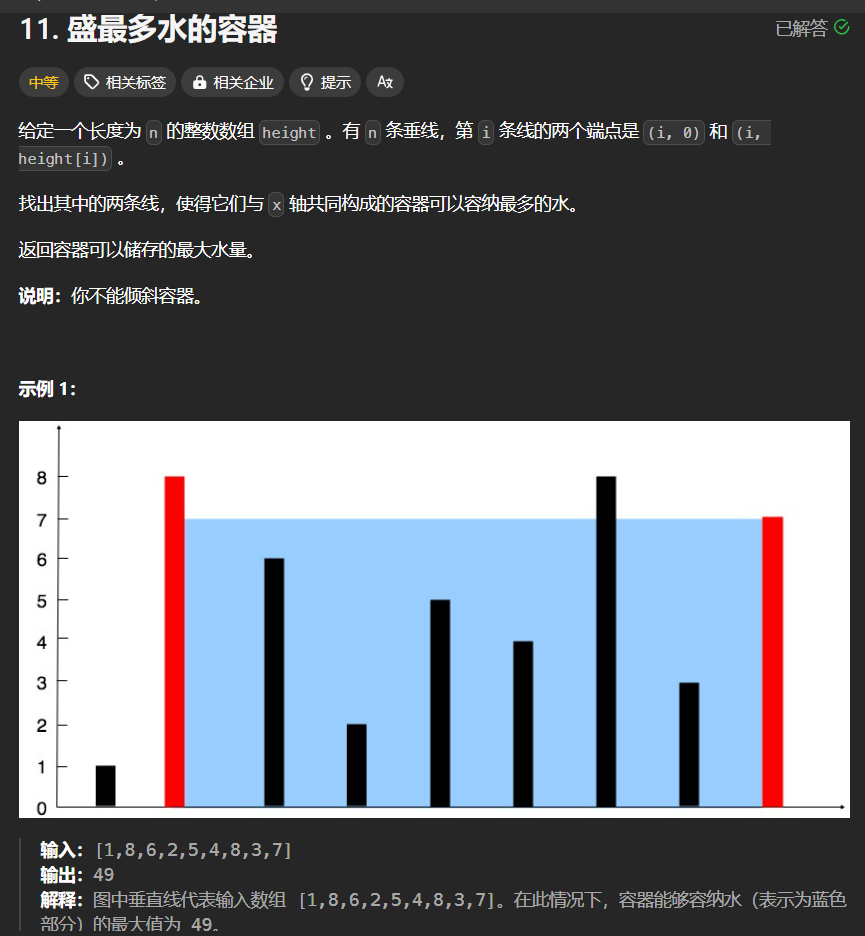 11. 盛最多水的容器
已解答
中等 相关标签 相关企业 提示
给定一个长度为 n 的整数数组 height 。有 n 条垂线，第 i 条线的两个端点是 (i, 0) 和 (i,
height[i]) 。
找出其中的两条线，使得它们与 x 轴共同构成的容器可以容纳最多的水。
返回容器可以储存的最大水量。
说明：你不能倾斜容器。
示例 1：
8
7
6
5
4
3
2
1
0
输入：[1,8,6,2,5,4,8,3,7]
输出：49
解释：图中垂直线代表输入数组 [1,8,6,2,5,4,8,3,7]。在此情况下，容器能够容纳水（表示为蓝色
部分）的最大值为 49。